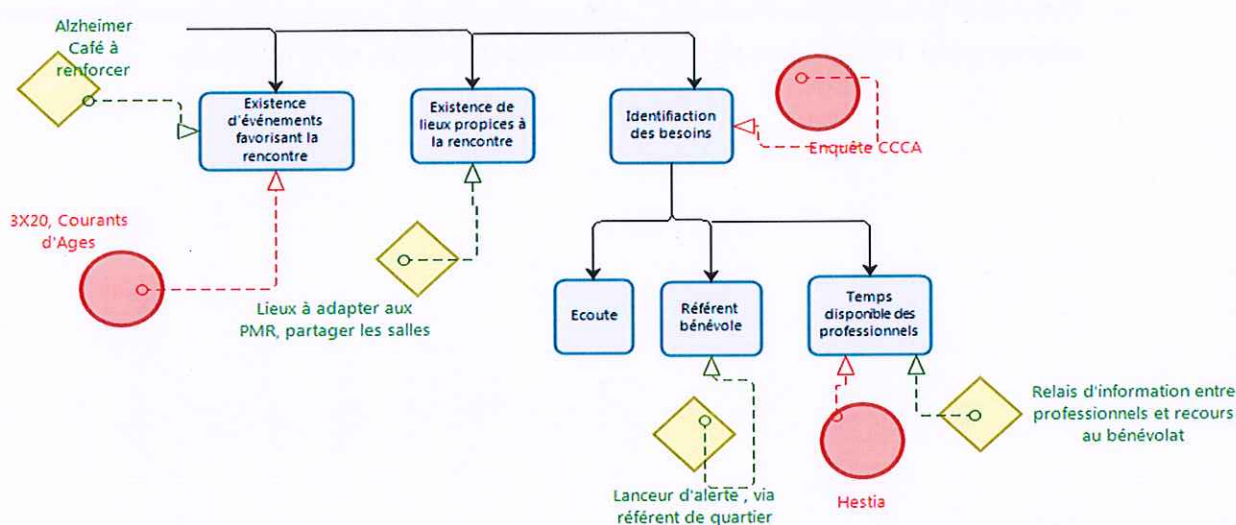 Alzheimer
Café à
renforcer
Existence
d'événements
favorisant la
rencontre
Existence de
lieux propices à
la rencontre
Identifiaction
des besoins
Enquête CCCA
3X20, Courants
d'Ages
Lieux à adapter aux
PMR, partager les salles
Ecoute
Référent
bénévole
Temps
disponible des
professionnels
Relais d'information entre
professionnels et recours
au bénévolat
Lanceur d'alerte , via
référent de quartier
Hestia